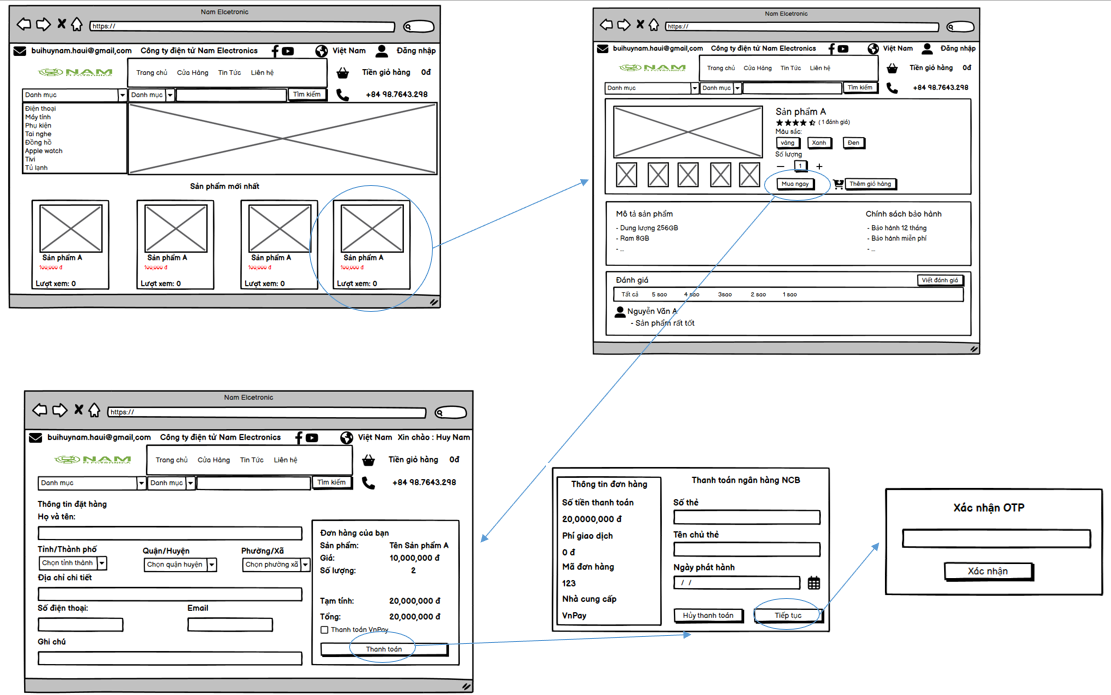 Nam Elcetronic
https://
buihuynam.haui@gmail,com Công ty điện tử Nam Electronics Việt Nam Đăng nhập
NAM
Trang chủ Cửa Hàng Tin Tức Liên hệ
Tiền giỏ hàng 0đ
Danh mục Danh mục Tìm kiếm +84 98.7643.298
Điện thoại
Máy tính
Phụ kiện
Tai nghe
Đồng hồ
Apple watch
Tivi
Tủ lạnh
Sản phẩm mới nhất
Sản phẩm A Sản phẩm A Sản phẩm A Sản phẩm A
100,000 đ 100,000 đ 100,000 đ 100,000 đ
Lượt xem: 0 Lượt xem: 0 Lượt xem: 0 Lượt xem: 0
Nam Elcetronic
https://
buihuynam.haui@gmail,com Công ty điện tử Nam Electronics Việt Nam Đăng nhập
NAM
Trang chủ Cửa Hàng Tin Tức Liên hệ
Tiền giỏ hàng 0đ
Danh mục Danh mục Tìm kiếm +84 98.7643.298
Sản phẩm A
( 1 đánh giá)
Màu sắc:
vàng Xanh Đen
Số lượng
1 +
Mua ngay Thêm giỏ hàng
Mô tả sản phẩm Chính sách bảo hành
- Dung lượng 256GB - Bảo hành 12 tháng
- Ram 8GB - Bảo hành miễn phí
- ... - ...
Đánh giá Viết đánh giá
Tất cả 5 sao 4 sao 3sao 2 sao 1 sao
Nguyễn Văn A
- Sản phẩm rất tốt
Nam Elcetronic
https://
buihuynam.haui@gmail,com Công ty điện tử Nam Electronics Việt Nam Xin chào : Huy Nam
NAM
Trang chủ Cửa Hàng Tin Tức Liên hệ
Tiền giỏ hàng 0đ
Danh mục Danh mục Tìm kiếm +84 98.7643.298
Thông tin đặt hàng
Họ và tên:
Tỉnh/Thành phố Quận/Huyện Phường/Xã
Chọn tỉnh thành Chọn quận huyện Chọn phường xã
Địa chỉ chi tiết
Số điện thoại: Email
Ghi chú
Đơn hàng của bạn
Sản phẩm: Tên Sản phẩm A
Giá: 10,000,000 đ
Số lượng: 2
Tạm tính: 20,000,000 đ
Tổng: 20,000,000 đ
Thanh toán VnPay
Thanh toán
Thông tin đơn hàng
Số tiền thanh toán
20,0000,000 đ
Phí giao dịch
0 đ
Mã đơn hàng
123
Nhà cung cấp
VnPay
Thanh toán ngân hàng NCB
Số thẻ
Tên chủ thẻ
Ngày phát hành
/ /
Hủy thanh toán Tiếp tục
Xác nhận OTP
Xác nhận